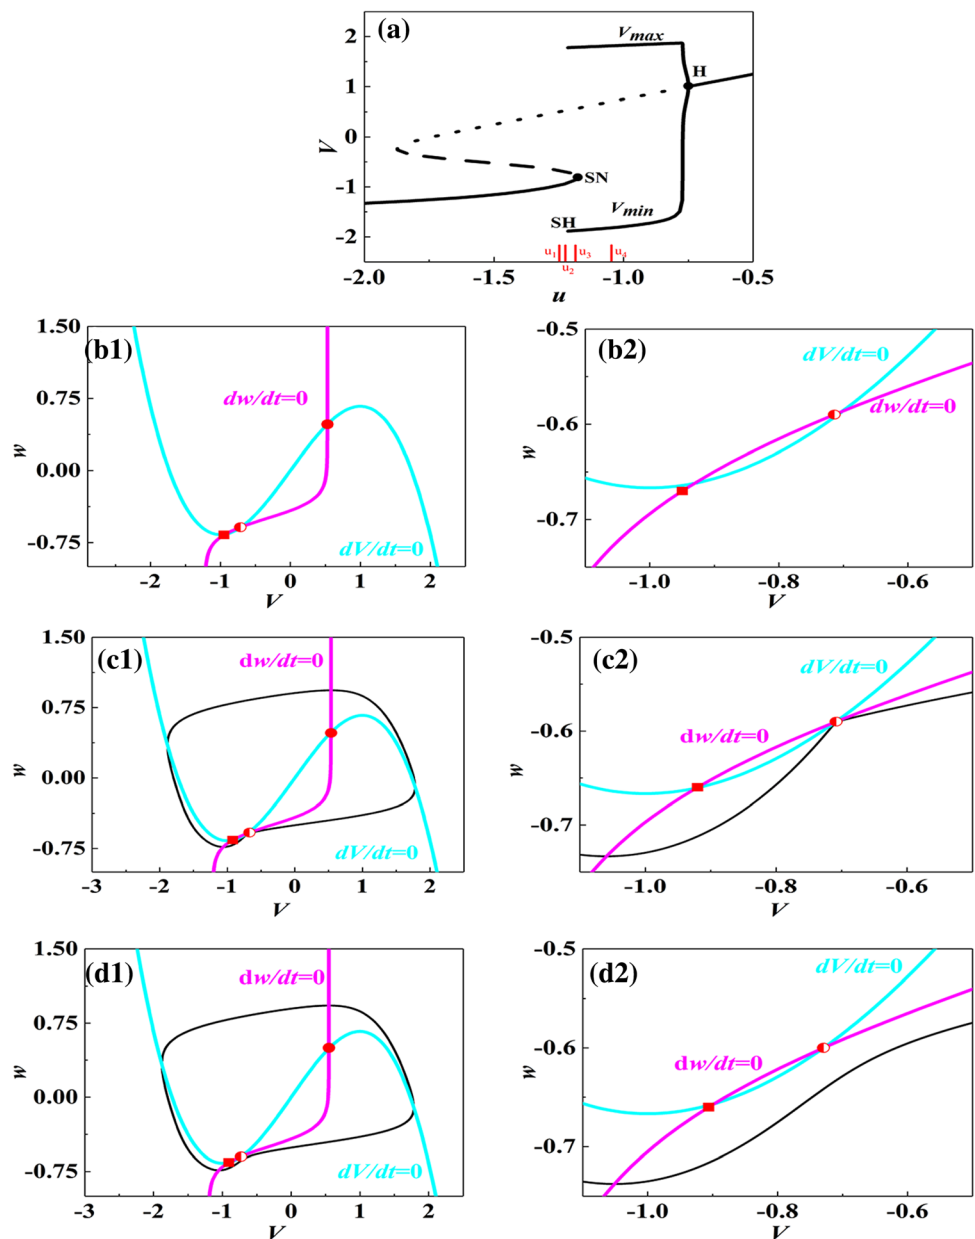 (a)
V
2
1
0
-1
-2
Vmax
H
SN
Vmin
SH
u1
u2
u3
u4
-2.0 -1.5 -1.0 -0.5
u
(b1)
w
1.50
0.75
0.00
-0.75
dw/dt=0
dV/dt=0
-2 -1 0 1 2
V
(b2)
w
-0.5
-0.6
-0.7
dV/dt=0
dw/dt=0
-1.0 -0.8 -0.6
V
(c1)
w
1.50
0.75
0.00
-0.75
dw/dt=0
dV/dt=0
-3 -2 -1 0 1 2
V
(c2)
w
-0.5
-0.6
-0.7
dV/dt=0
dw/dt=0
-1.0 -0.8 -0.6
V
(d1)
w
1.50
0.75
0.00
-0.75
dw/dt=0
dV/dt=0
-3 -2 -1 0 1 2
V
(d2)
w
-0.5
-0.6
-0.7
dV/dt=0
dw/dt=0
-1.0 -0.8 -0.6
V